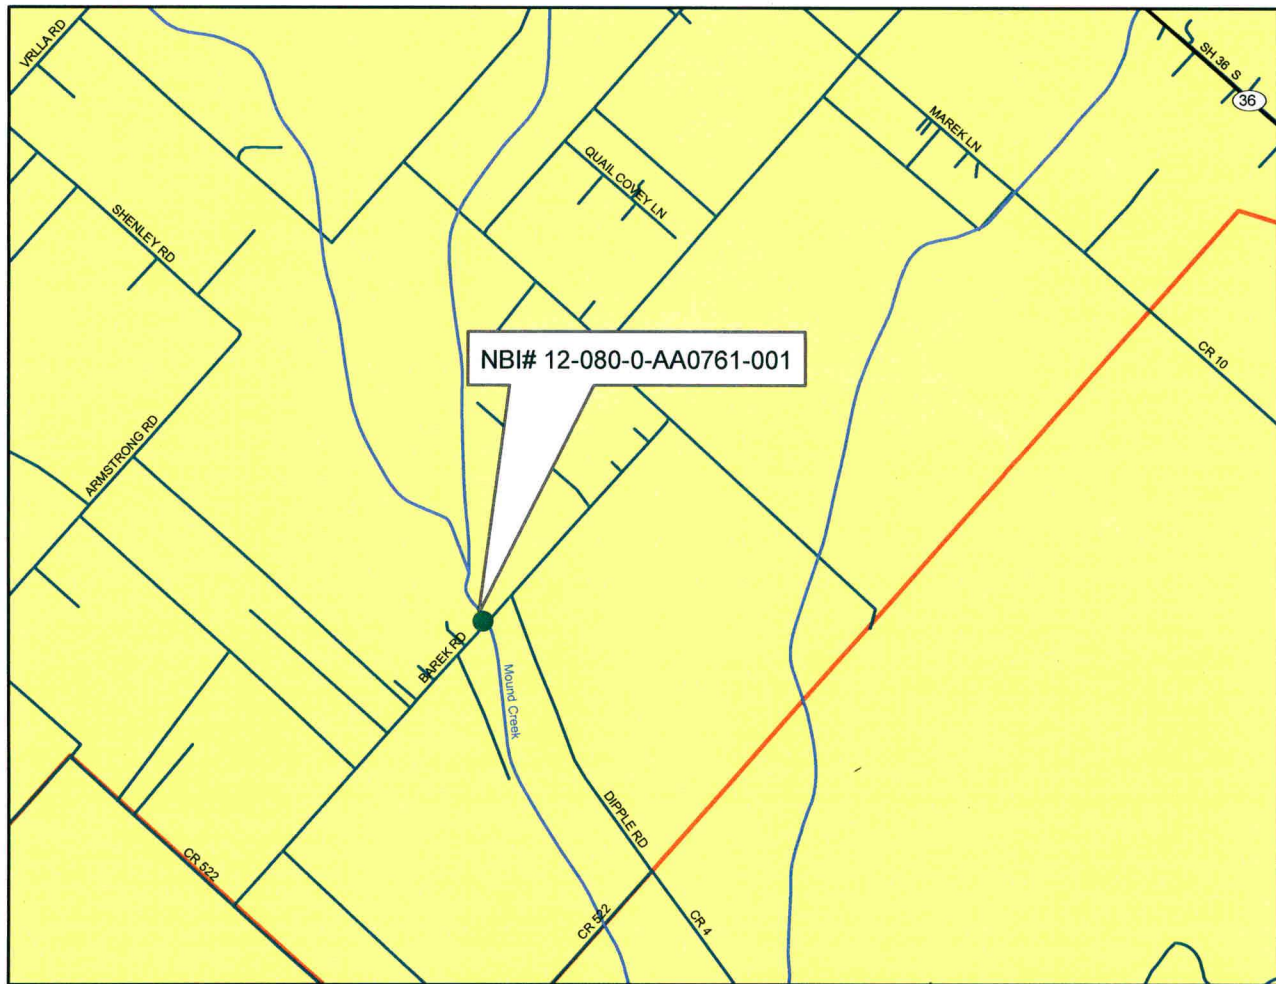 VRLLA RD
SH 36 S
36
MAREK LN
QUAIL COVEY LN
SHENLEY RD
NBI# 12-080-0-AA0761-001
CR 10
ARMSTRONG RD
BAREK RD
Mound Creek
DIPPLE RD
CR 522
CR 522
CR 4